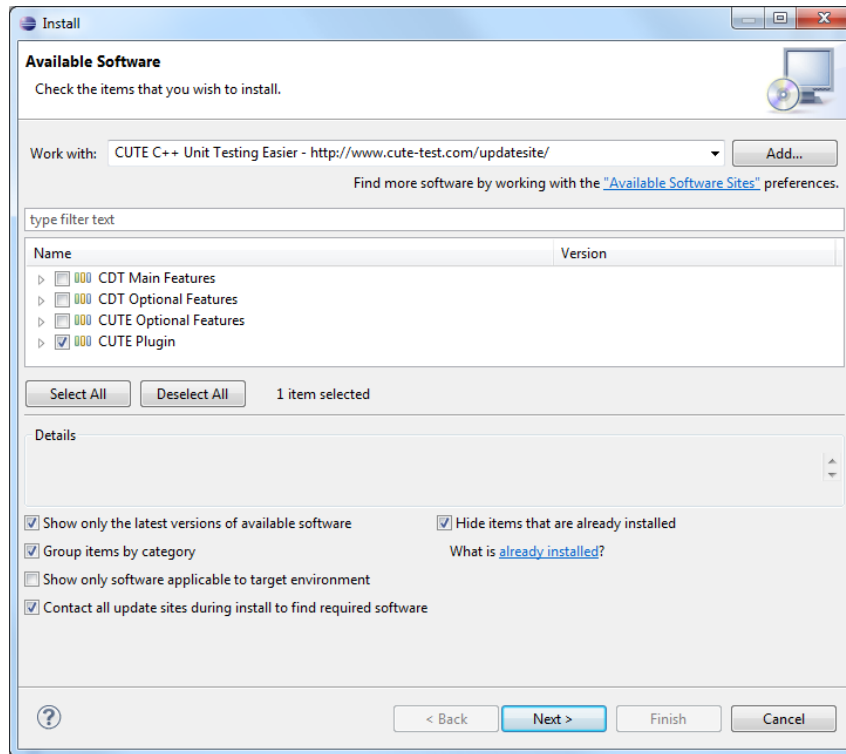 Install
Available Software
Check the items that you wish to install.
Work with: CUTE C++ Unit Testing Easier - http://www.cute-test.com/updatesite/ Add...
Find more software by working with the "Available Software Sites" preferences.
type filter text
Name Version
CDT Main Features
CDT Optional Features
CUTE Optional Features
CUTE Plugin
Select All Deselect All 1 item selected
Details
Show only the latest versions of available software Hide items that are already installed
Group items by category What is already installed?
Show only software applicable to target environment
Contact all update sites during install to find required software
? < Back Next > Finish Cancel